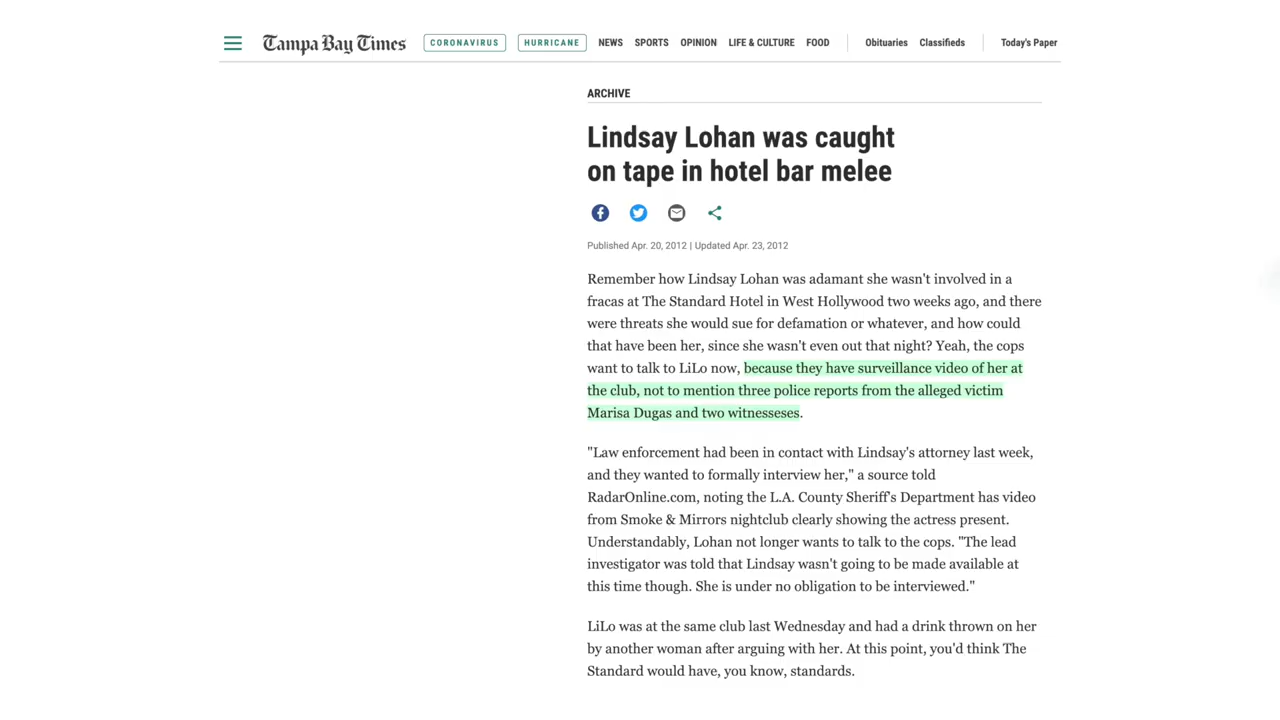 Tampa Bay Times CORONAVIRUS HURRICANE NEWS SPORTS OPINION LIFE & CULTURE FOOD Obituaries Classifieds Today's Paper
ARCHIVE
Lindsay Lohan was caught
on tape in hotel bar melee
Published Apr. 20, 2012 | Updated Apr. 23, 2012
Remember how Lindsay Lohan was adamant she wasn't involved in a
fracas at The Standard Hotel in West Hollywood two weeks ago, and there
were threats she would sue for defamation or whatever, and how could
that have been her, since she wasn't even out that night? Yeah, the cops
want to talk to LiLo now, because they have surveillance video of her at
the club, not to mention three police reports from the alleged victim
Marisa Dugas and two witnesseses.
"Law enforcement had been in contact with Lindsay's attorney last week,
and they wanted to formally interview her," a source told
RadarOnline.com, noting the L.A. County Sheriff's Department has video
from Smoke & Mirrors nightclub clearly showing the actress present.
Understandably, Lohan not longer wants to talk to the cops. "The lead
investigator was told that Lindsay wasn't going to be made available at
this time though. She is under no obligation to be interviewed."
LiLo was at the same club last Wednesday and had a drink thrown on her
by another woman after arguing with her. At this point, you'd think The
Standard would have, you know, standards.